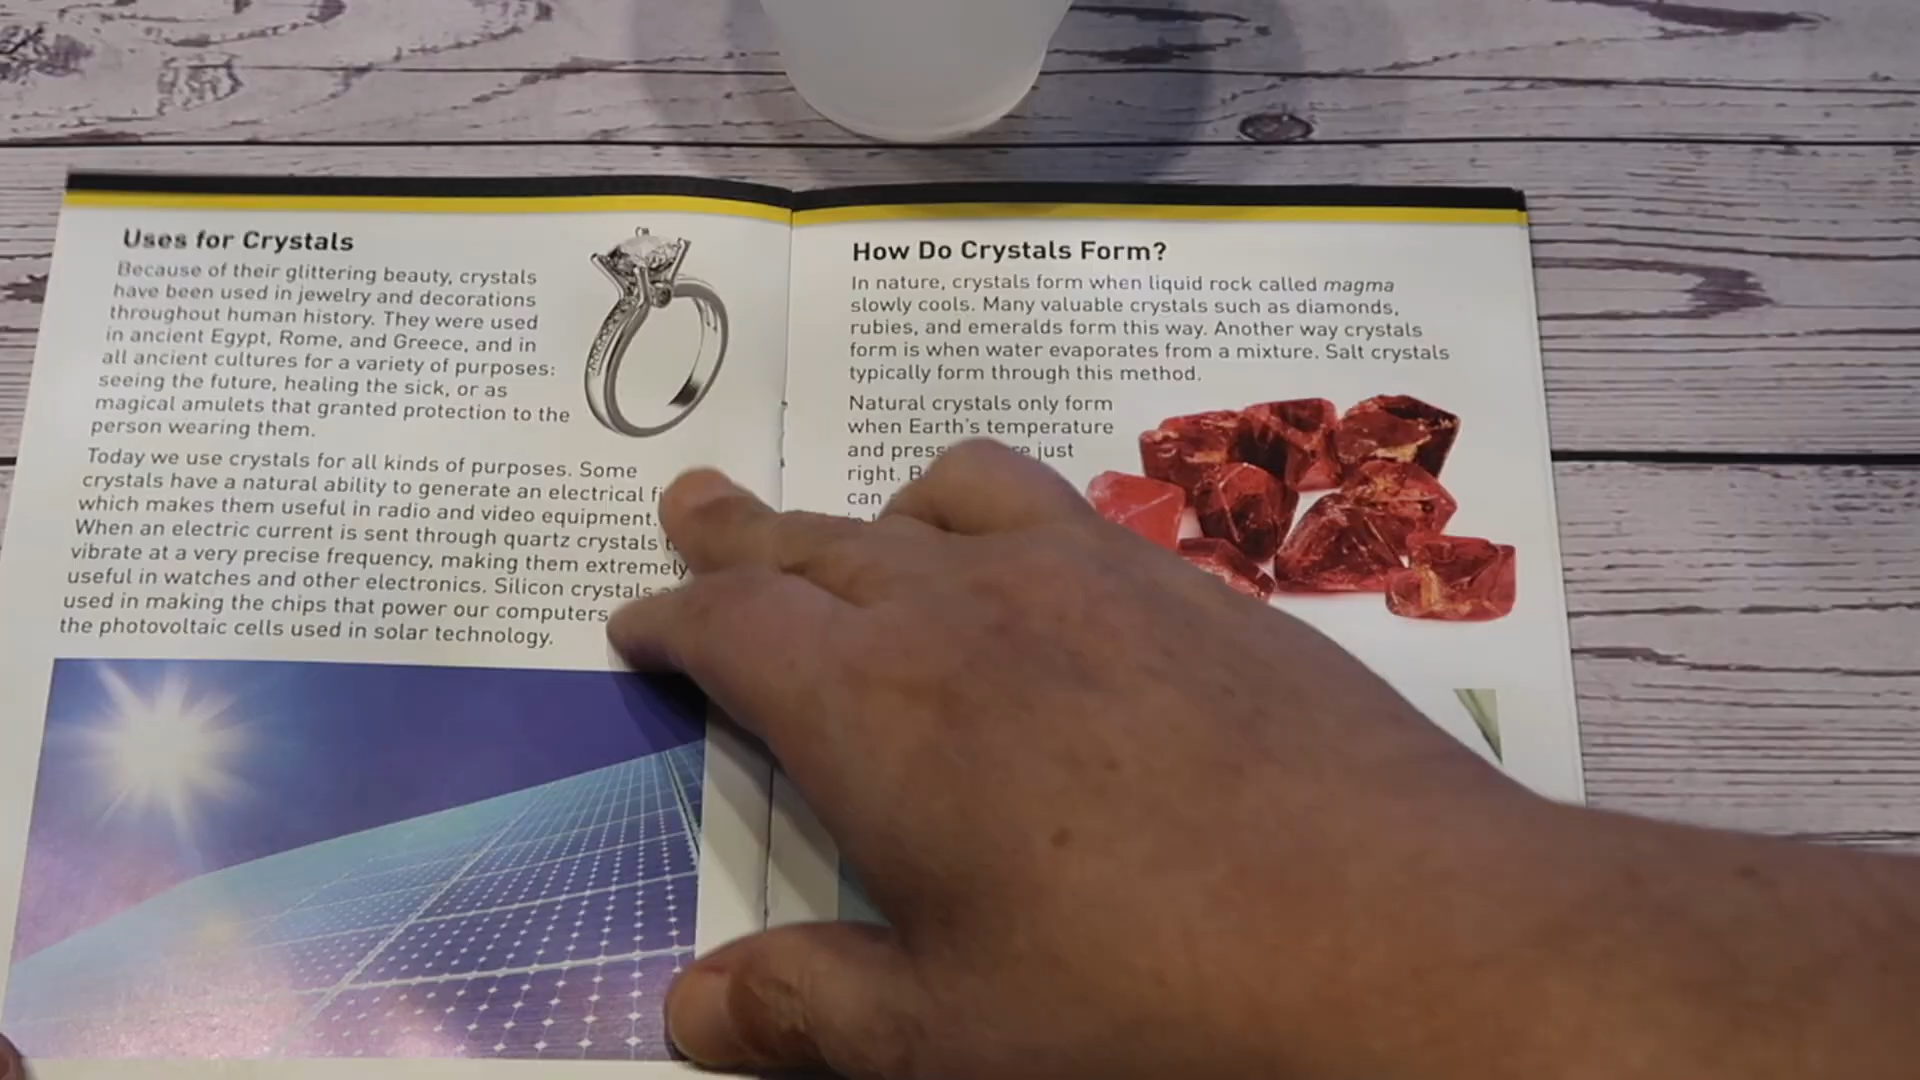 Uses for Crystals
Because of their glittering beauty, crystals
have been used in jewelry and decorations
throughout human history. They were used
in ancient Egypt, Rome, and Greece, and in
all ancient cultures for a variety of purposes:
seeing the future, healing the sick, or as
magical amulets that granted protection to the
person wearing them.
Today we use crystals for all kinds of purposes. Some
crystals have a natural ability to generate an electrical
which makes them useful in radio and video equipment.
When an electric current is sent through quartz crystals
vibrate at a very precise frequency, making them extremely
useful in watches and other electronics. Silicon crystals
used in making the chips that power our computers
the photovoltaic cells used in solar technology.
How Do Crystals Form?
In nature, crystals form when liquid rock called magma
slowly cools. Many valuable crystals such as diamonds,
rubies, and emeralds form this way. Another way crystals
form is when water evaporates from a mixture. Salt crystals
typically form through this method.
Natural crystals only form
when Earth's temperature
and just
right.
can